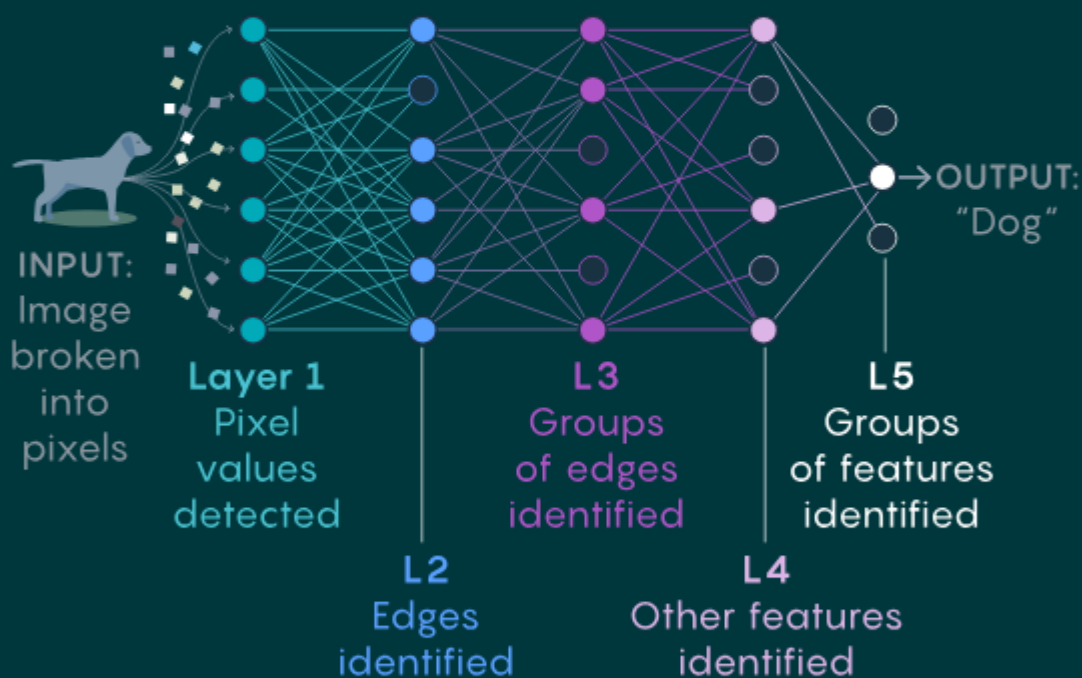 INPUT:
Image
broken
into
pixels
Layer 1
Pixel
values
detected
L2
Edges
identified
L3
Groups
of edges
identified
L4
Other features
identified
L5
Groups
of features
identified
OUTPUT:
“Dog”